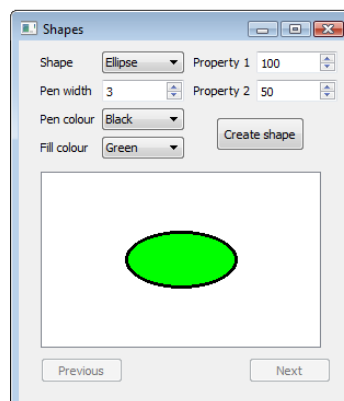 Shapes
Shape Ellipse Property 1 100
Pen width 3 Property 2 50
Pen colour Black
Create shape
Fill colour Green
Previous Next